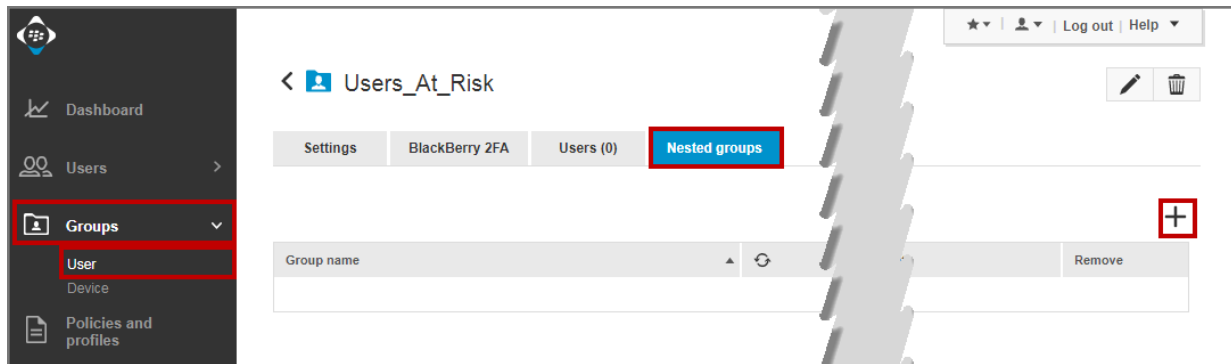 Log out | Help
Users_At_Risk
Dashboard
Settings BlackBerry 2FA Users (0) Nested groups
Users
Groups
Group name Remove
User
Device
Policies and
profiles